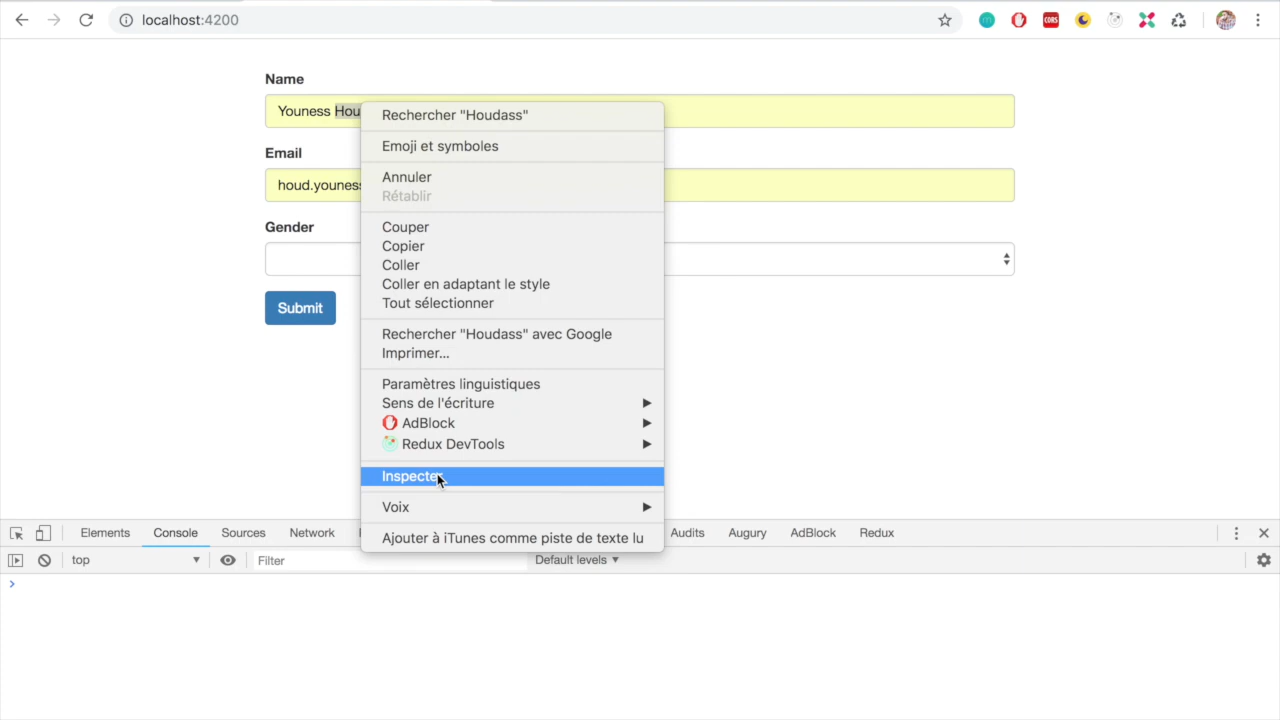 localhost:4200
CORS
Name
Youness Hou
Email
houd.youness
Gender
Submit
Rechercher "Houdass"
Emoji et symboles
Annuler
Rétablir
Couper
Copier
Coller
Coller en adaptant le style
Tout sélectionner
Rechercher "Houdass" avec Google
Imprimer...
Paramètres linguistiques
Sens de l'écriture
AdBlock
Redux DevTools
Inspecter
Voix
Ajouter à iTunes comme piste de texte lu
Elements Console Sources Network Audits Augury AdBlock Redux
top Filter Default levels